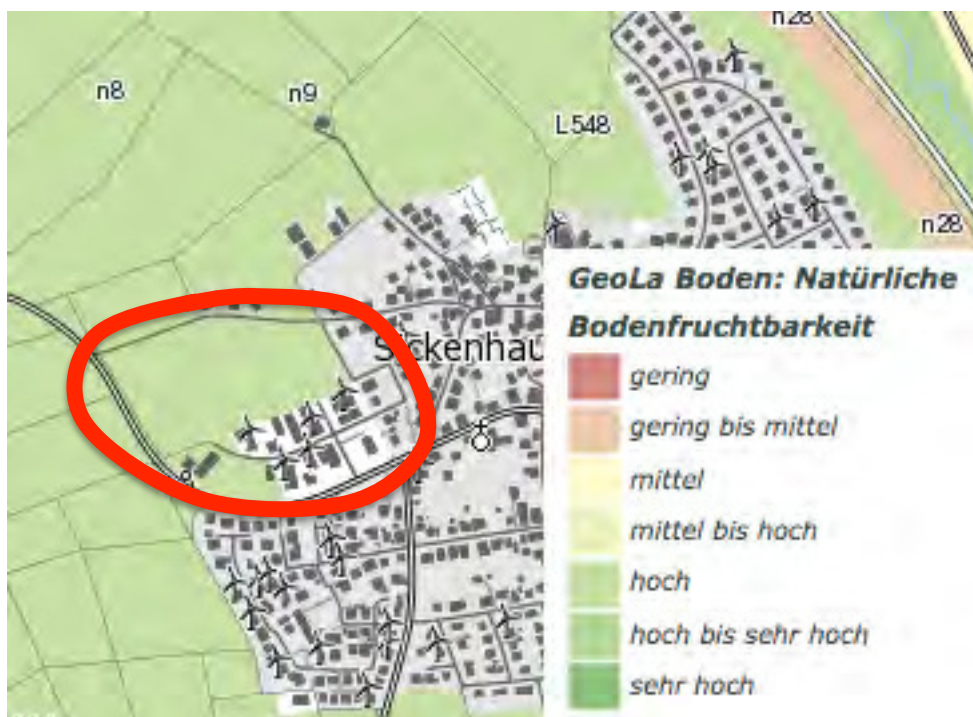 n28
n8
n9
L548
n28
Sickenhau
GeoLa Boden: Natürliche
Bodenfruchtbarkeit
gering
gering bis mittel
mittel
mittel bis hoch
hoch
hoch bis sehr hoch
sehr hoch